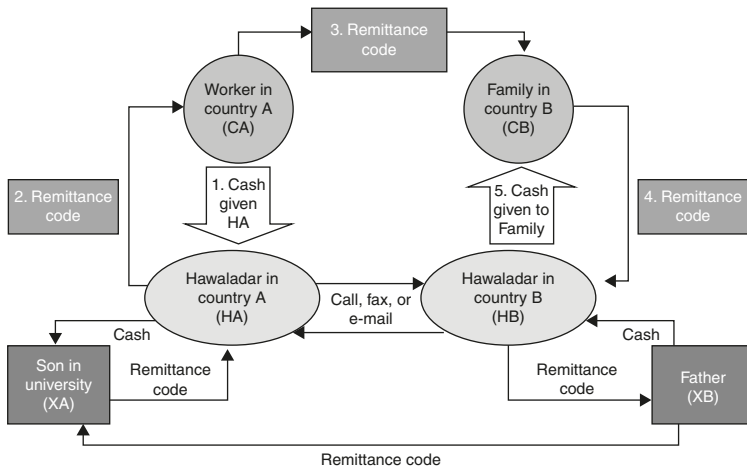 3. Remittance
code
Worker in
country A
(CA)
Family in
country B
(CB)
2. Remittance
code
1. Cash
given
HA
5. Cash
given to
Family
4. Remittance
code
Hawaladar in
country A
(HA)
Call, fax, or
e-mail
Hawaladar in
country B
(HB)
Cash
Cash
Son in
university
(XA)
Remittance
code
Remittance
code
Father
(XB)
Remittance code